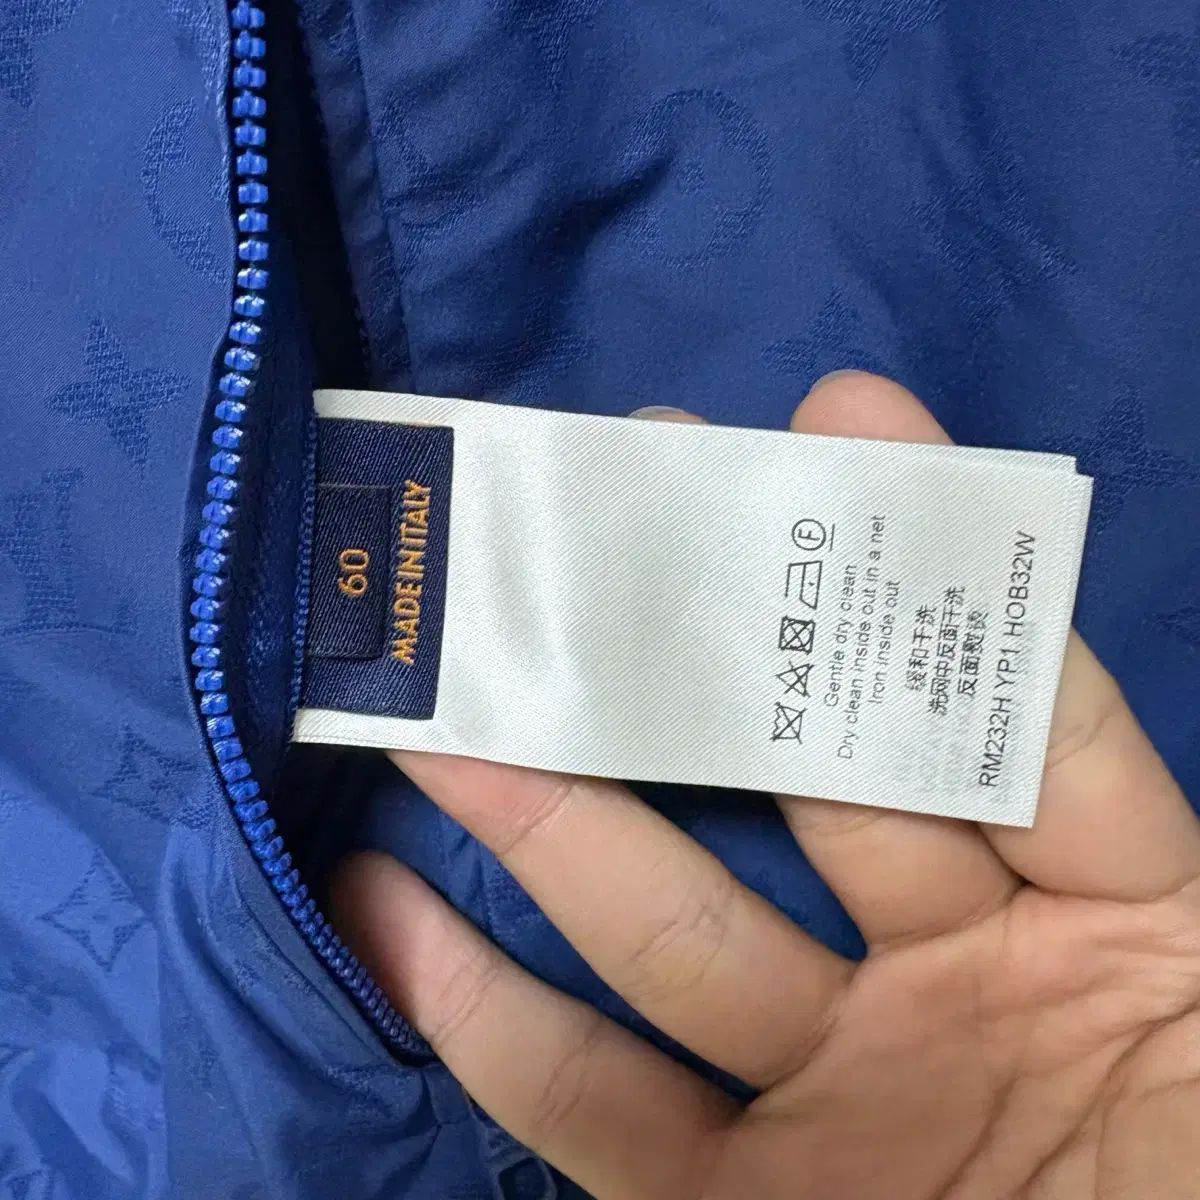 60
MADE IN ITALY
Gentle dry clean
Dry clean inside out in a net
Iron inside out
缓和干洗
洗网中反面干洗
反面熨烫
RM232H YP1 HOB32W
F